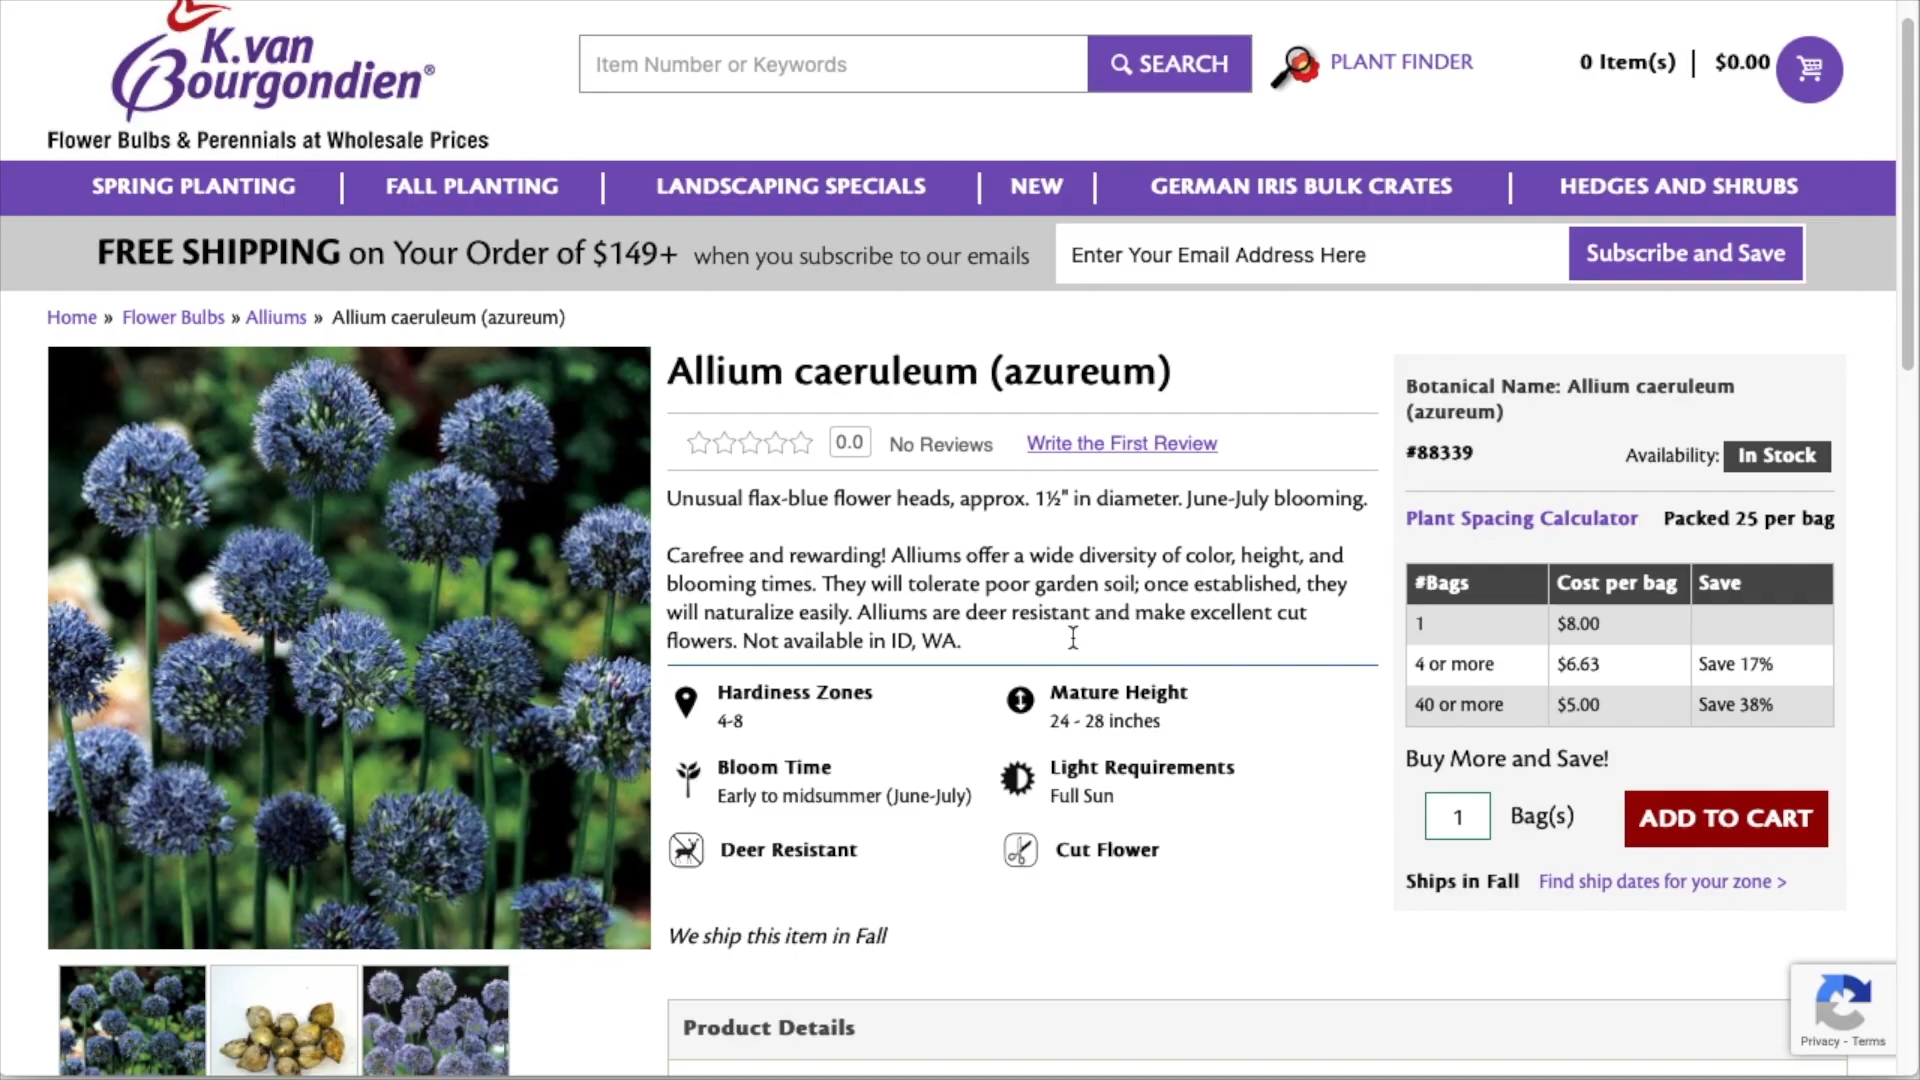 K.van
Bourgondien®
Flower Bulbs & Perennials at Wholesale Prices
Item Number or Keywords
SEARCH
PLANT FINDER
0 Item(s) | $0.00
SPRING PLANTING
FALL PLANTING
LANDSCAPING SPECIALS
NEW
GERMAN IRIS BULK CRATES
HEDGES AND SHRUBS
FREE SHIPPING on Your Order of $149+ when you subscribe to our emails
Enter Your Email Address Here
Subscribe and Save
Home » Flower Bulbs » Alliums » Allium caeruleum (azureum)
Allium caeruleum (azureum)
0.0 No Reviews Write the First Review
Unusual flax-blue flower heads, approx. 1½" in diameter. June-July blooming.
Carefree and rewarding! Alliums offer a wide diversity of color, height, and
blooming times. They will tolerate poor garden soil; once established, they
will naturalize easily. Alliums are deer resistant and make excellent cut
flowers. Not available in ID, WA.
Hardiness Zones
4-8
Mature Height
24 - 28 inches
Bloom Time
Early to midsummer (June-July)
Light Requirements
Full Sun
Deer Resistant
Cut Flower
We ship this item in Fall
Product Details
Botanical Name: Allium caeruleum
(azureum)
#88339
Availability: In Stock
Plant Spacing Calculator
Packed 25 per bag
#Bags Cost per bag Save
1 $8.00
4 or more $6.63 Save 17%
40 or more $5.00 Save 38%
Buy More and Save!
1 Bag(s)
ADD TO CART
Ships in Fall Find ship dates for your zone >
Privacy - Terms